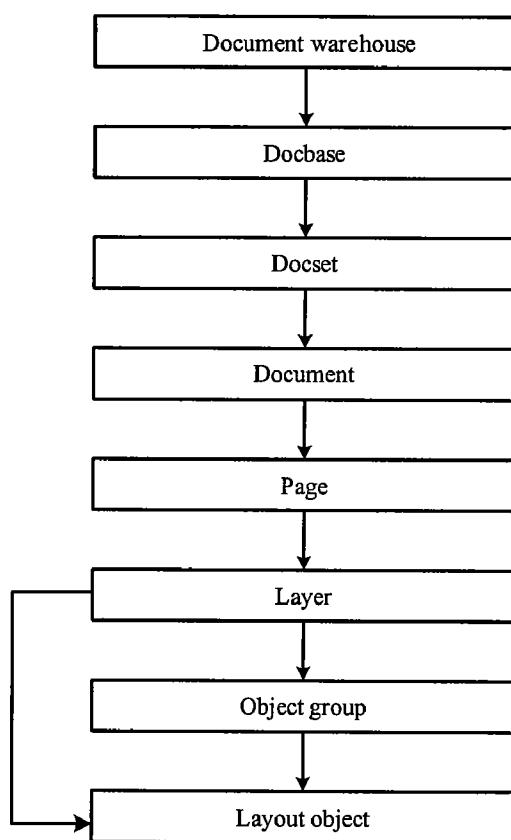 Document warehouse
Docbase
Docset
Document
Page
Layer
Object group
Layout object